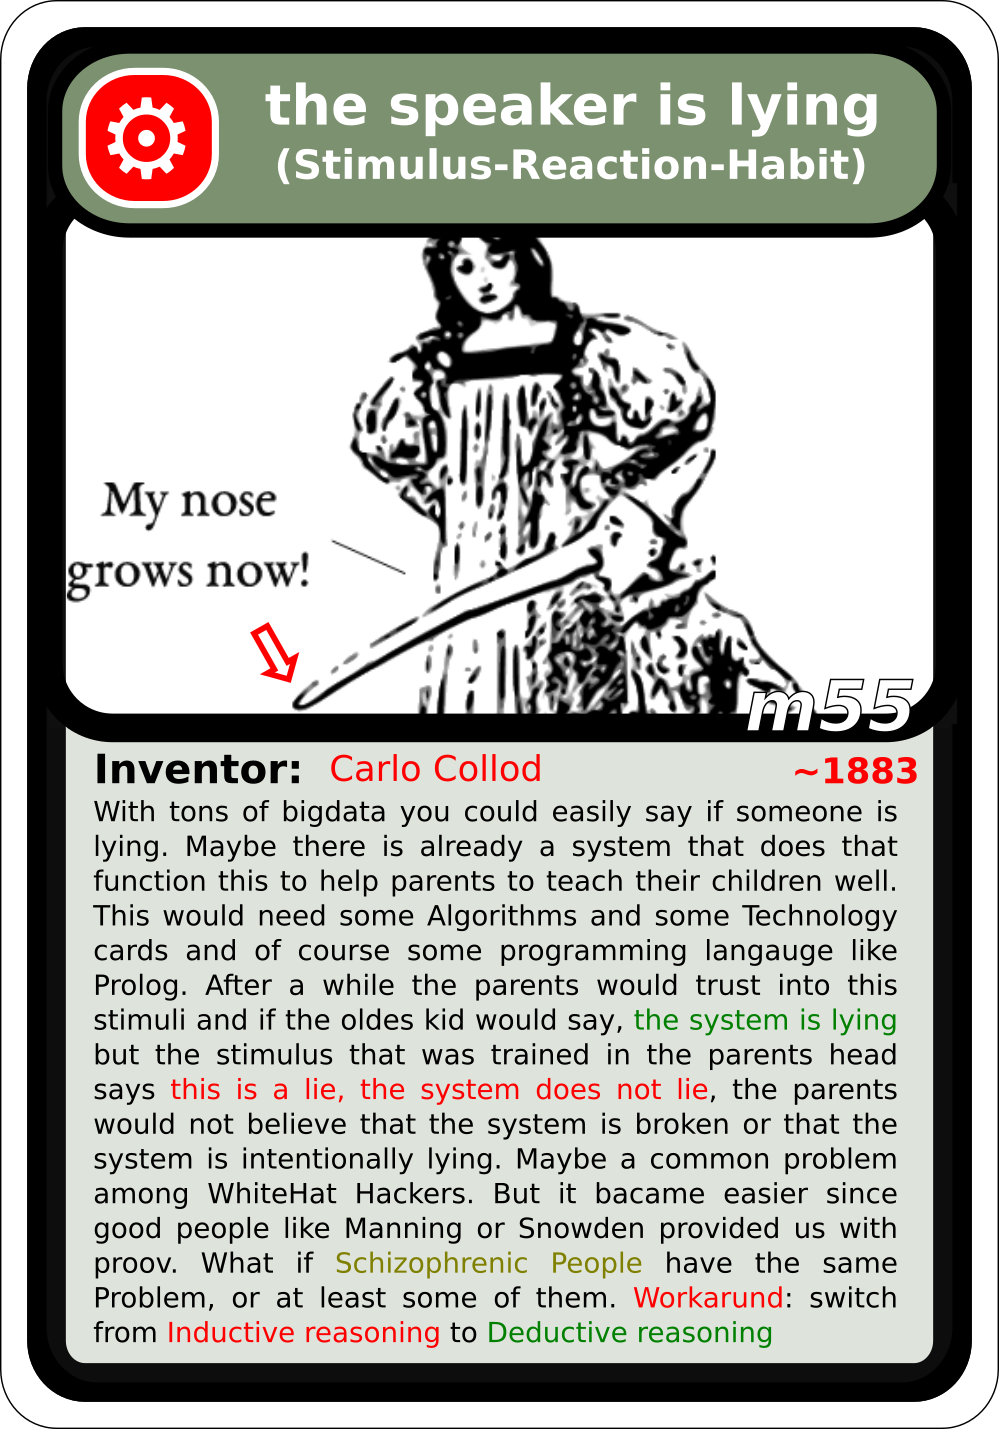 the speaker is lying
(Stimulus-Reaction-Habit)
My nose
grows now!
m55
Inventor: Carlo Collod ~1883
With tons of bigdata you could easily say if someone is
lying. Maybe there is already a system that does that
function this to help parents to teach their children well.
This would need some Algorithms and some Technology
cards and of course some programming langauge like
Prolog. After a while the parents would trust into this
stimuli and if the oldes kid would say, the system is lying
but the stimulus that was trained in the parents head
says this is a lie, the system does not lie, the parents
would not believe that the system is broken or that the
system is intentionally lying. Maybe a common problem
among WhiteHat Hackers. But it bacame easier since
good people like Manning or Snowden provided us with
proov. What if Schizophrenic People have the same
Problem, or at least some of them. Workarund: switch
from Inductive reasoning to Deductive reasoning